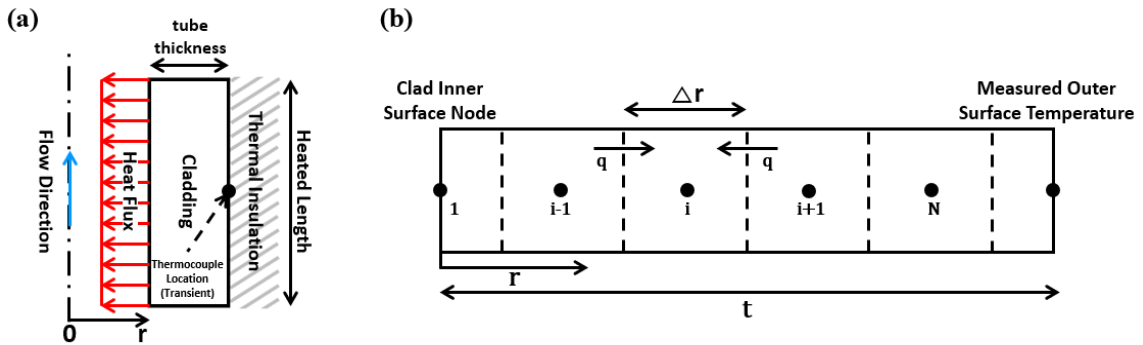 (a)
tube
thickness
Flow Direction
Heat Flux
Cladding
Thermal Insulation
Heated Length
Thermocouple
Location
(Transient)
0
r
(b)
Clad Inner
Surface Node
△r
Measured Outer
Surface Temperature
q
q
1
i-1
i
i+1
N
r
t